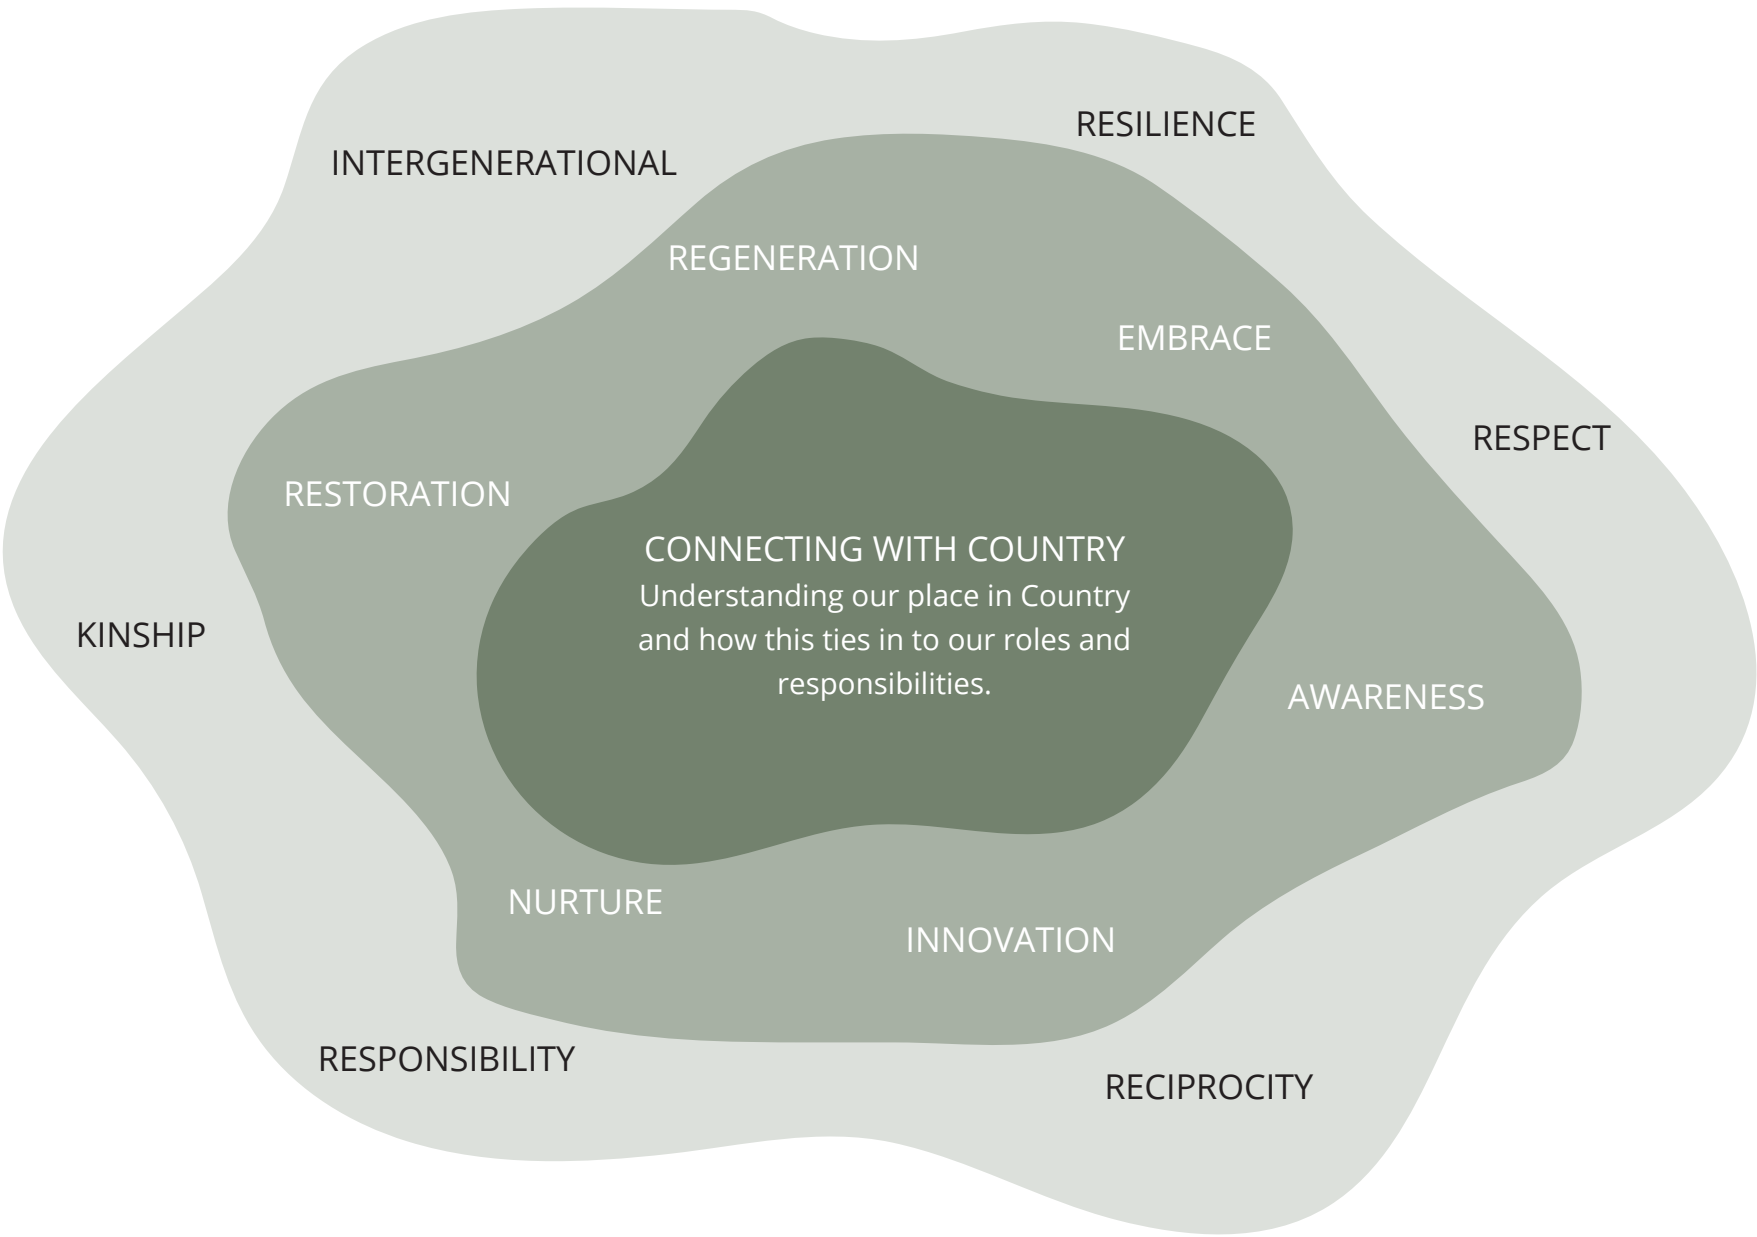 RESILIENCE
INTERGENERATIONAL
REGENERATION
EMBRACE
RESPECT
RESTORATION
CONNECTING WITH COUNTRY
Understanding our place in Country
and how this ties in to our roles and
responsibilities.
KINSHIP
AWARENESS
NURTURE
INNOVATION
RESPONSIBILITY
RECIPROCITY